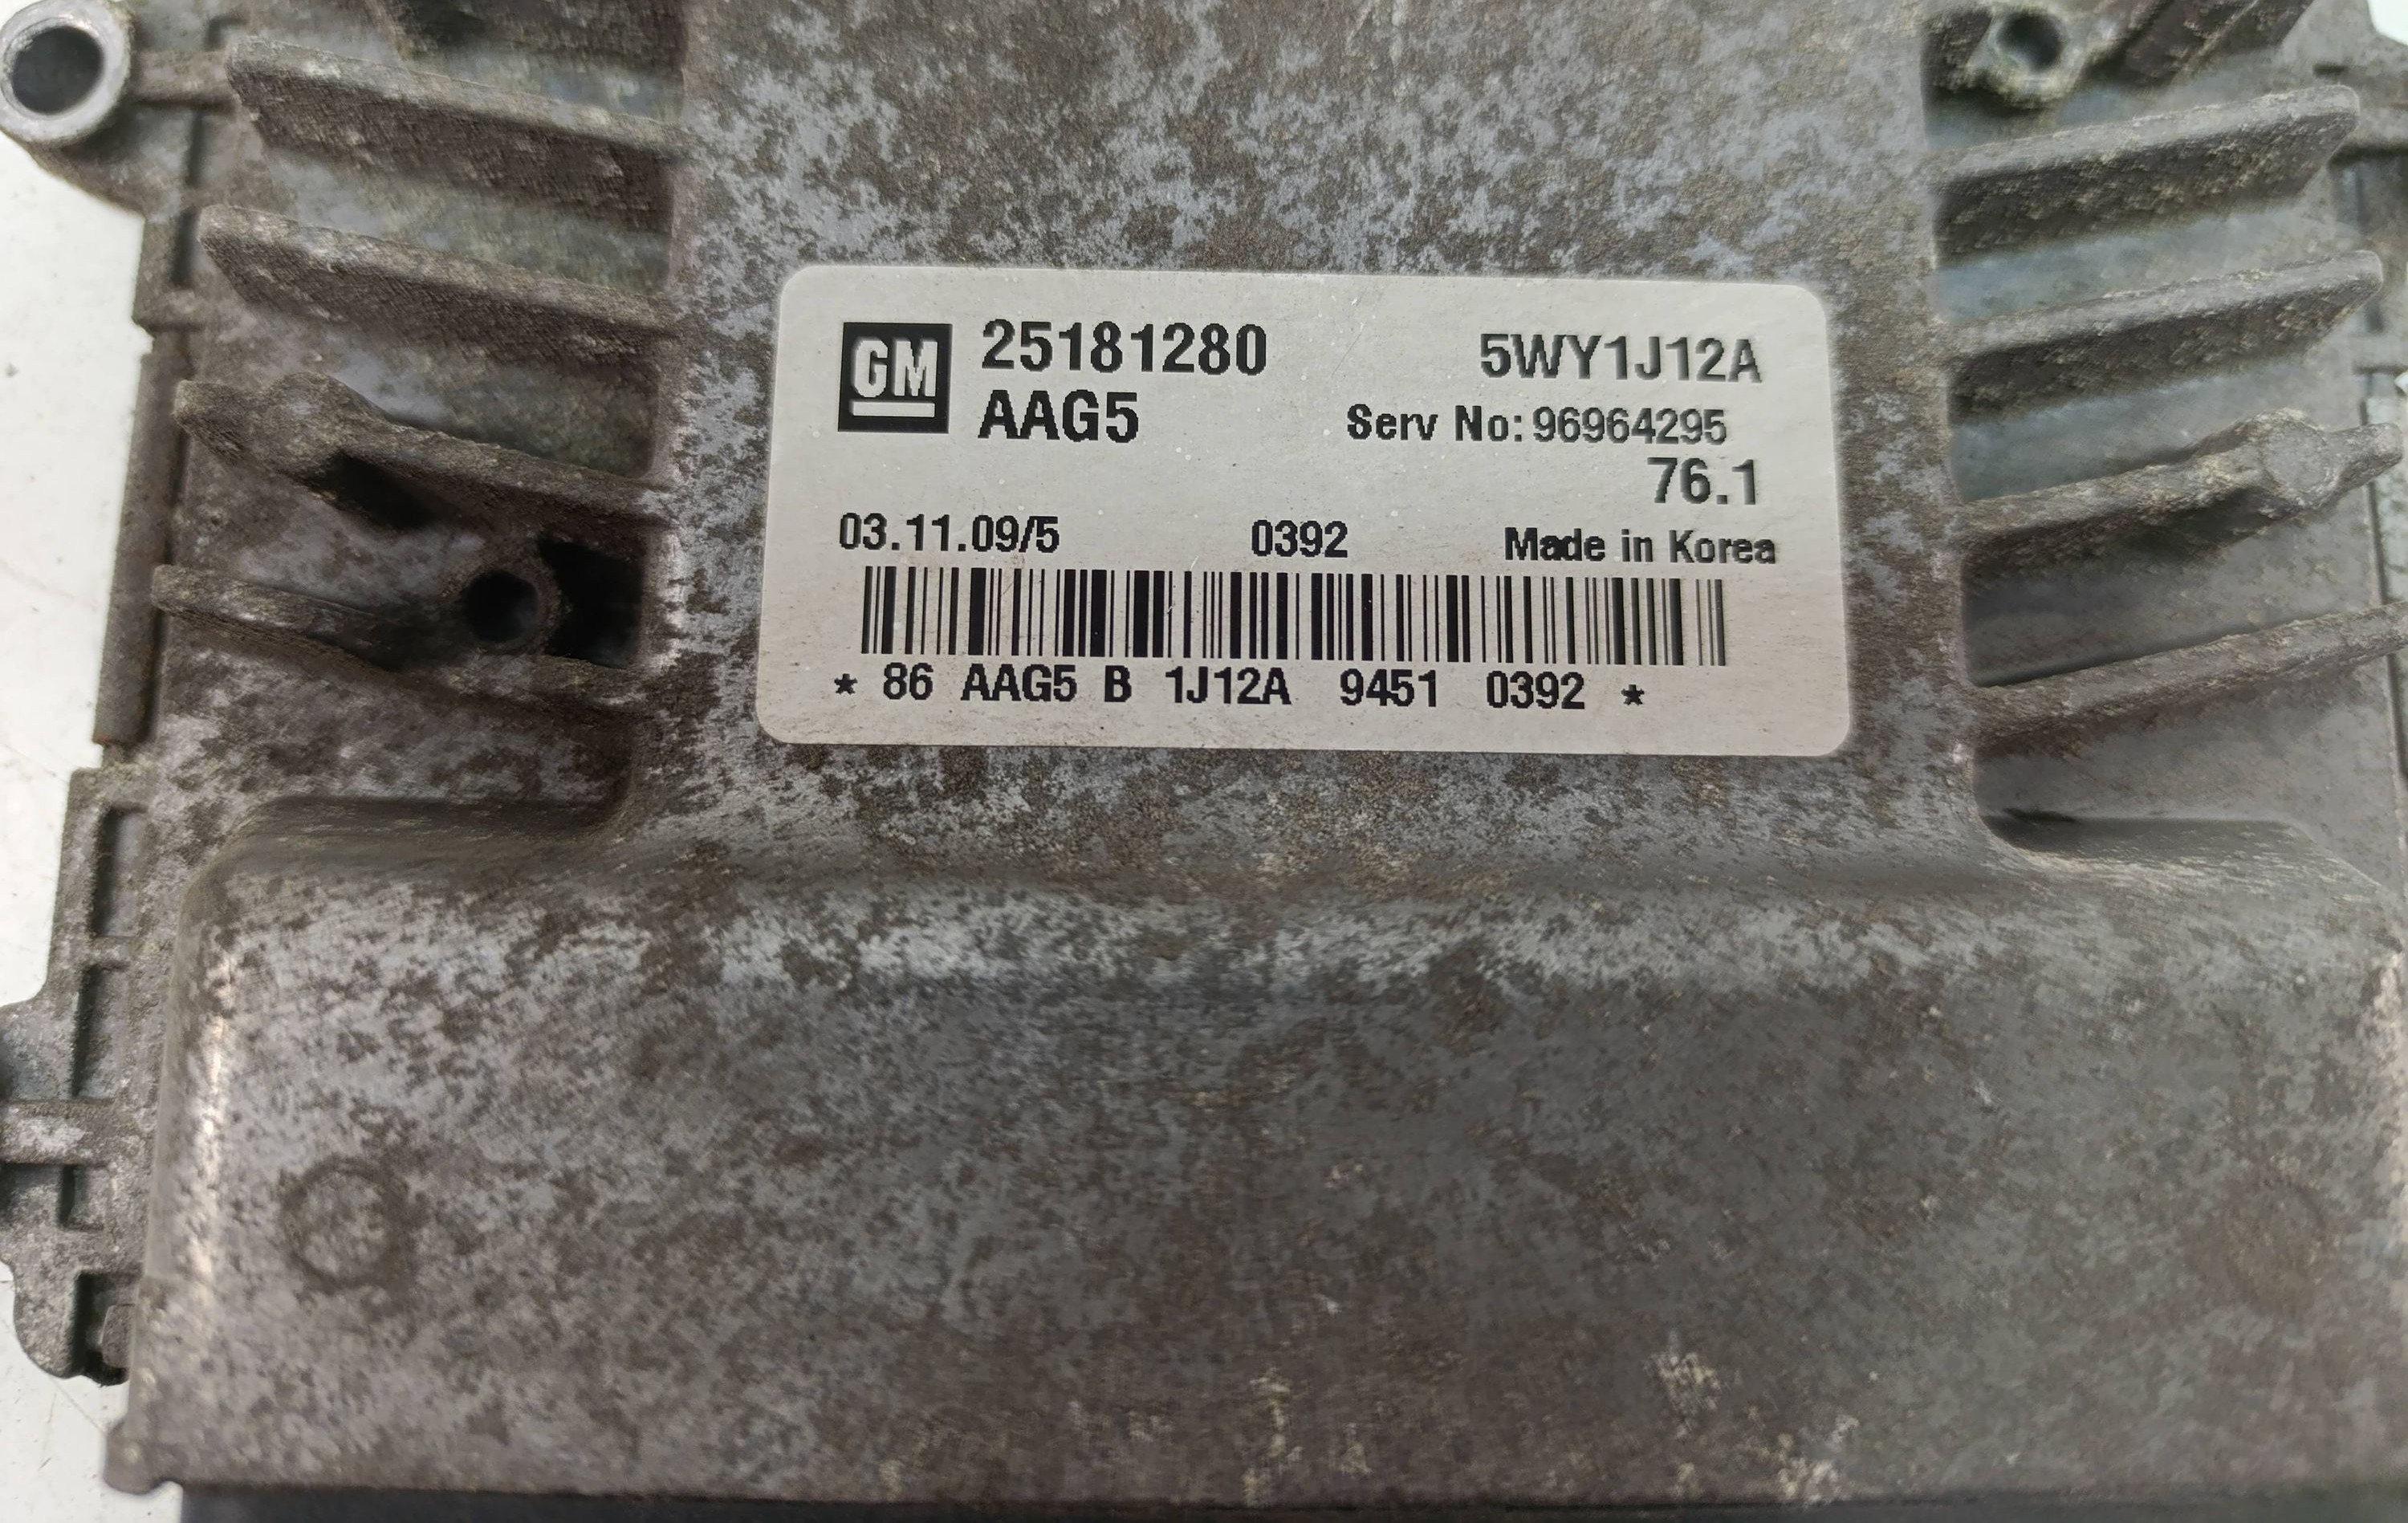 GM 25181280 5WY1J12A
AAG5 Serv No: 96964295
76.1
03.11.09/5 0392 Made in Korea
* 86 AAG5 B 1J12A 9451 0392 *